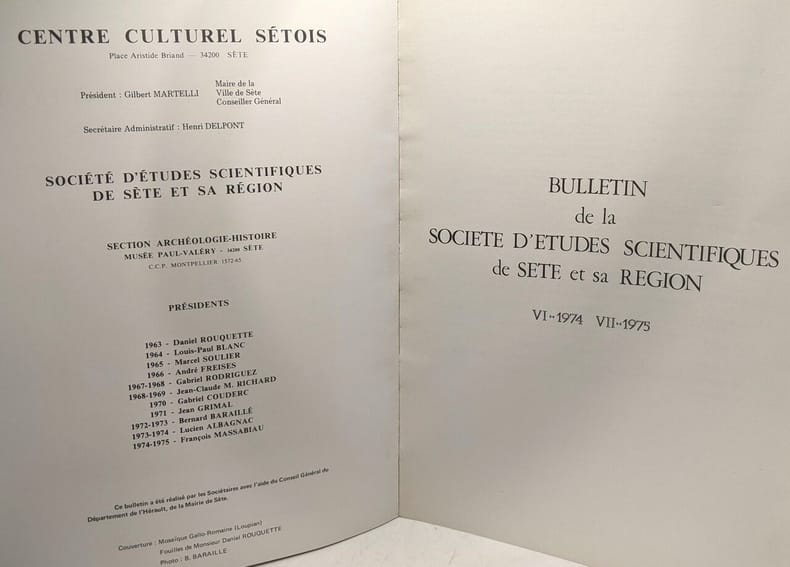 CENTRE CULTUREL SÉTOIS
Place Aristide Briand — 34200 SÈTE
Président : Gilbert MARTELLI
Maire de la
Ville de Sète
Conseiller Général
Secrétaire Administratif : Henri DELPONT
SOCIÉTÉ D'ÉTUDES SCIENTIFIQUES
DE SÈTE ET SA RÉGION
SECTION ARCHÉOLOGIE-HISTOIRE
MUSÉE PAUL-VALÉRY - 34200 SÈTE
C.C.P. MONTPELLIER 1572-65
PRÉSIDENTS
1963 - Daniel ROUQUETTE
1964 - Louis-Paul BLANC
1965 - Marcel SOULIER
1966 - André FREISES
1967-1968 - Gabriel RODRIGUEZ
1968-1969 - Jean-Claude M. RICHARD
1970 - Gabriel COUDERC
1971 - Jean GRIMAL
1972-1973 - Bernard BARAILLÉ
1973-1974 - Lucien ALBAGNAC
1974-1975 - François MASSABIAU
Ce bulletin a été réalisé par les Sociétaires avec l'aide du Conseil Général du
Département de l'Hérault, de la Mairie de Sète.
Couverture : Mosaïque Gallo-Romaine (Loupian)
Fouilles de Monsieur Daniel ROUQUETTE
Photo : B. BARAILLE
BULLETIN
de la
SOCIETE D'ETUDES SCIENTIFIQUES
de SETE et sa REGION
VI--1974 VII--1975